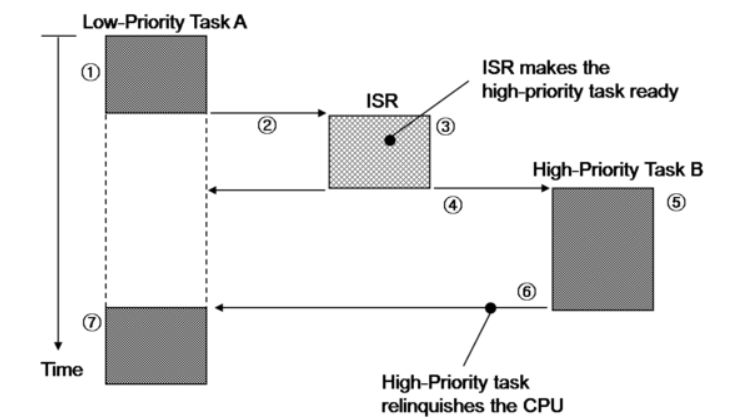 Low-Priority Task A
①
②
ISR
③
ISR makes the
high-priority task ready
High-Priority Task B
④
⑤
⑥
⑦
Time
High-Priority task
relinquishes the CPU